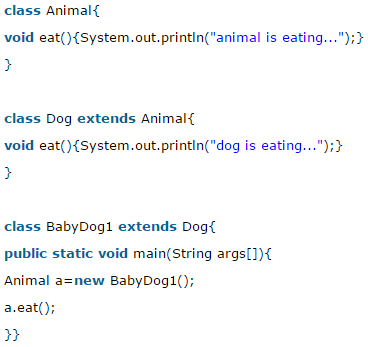 class Animal{
void eat(){System.out.println("animal is eating...");}
}
class Dog extends Animal{
void eat(){System.out.println("dog is eating...");}
}
class BabyDog1 extends Dog{
public static void main(String args[]){
Animal a=new BabyDog1();
a.eat();
}}